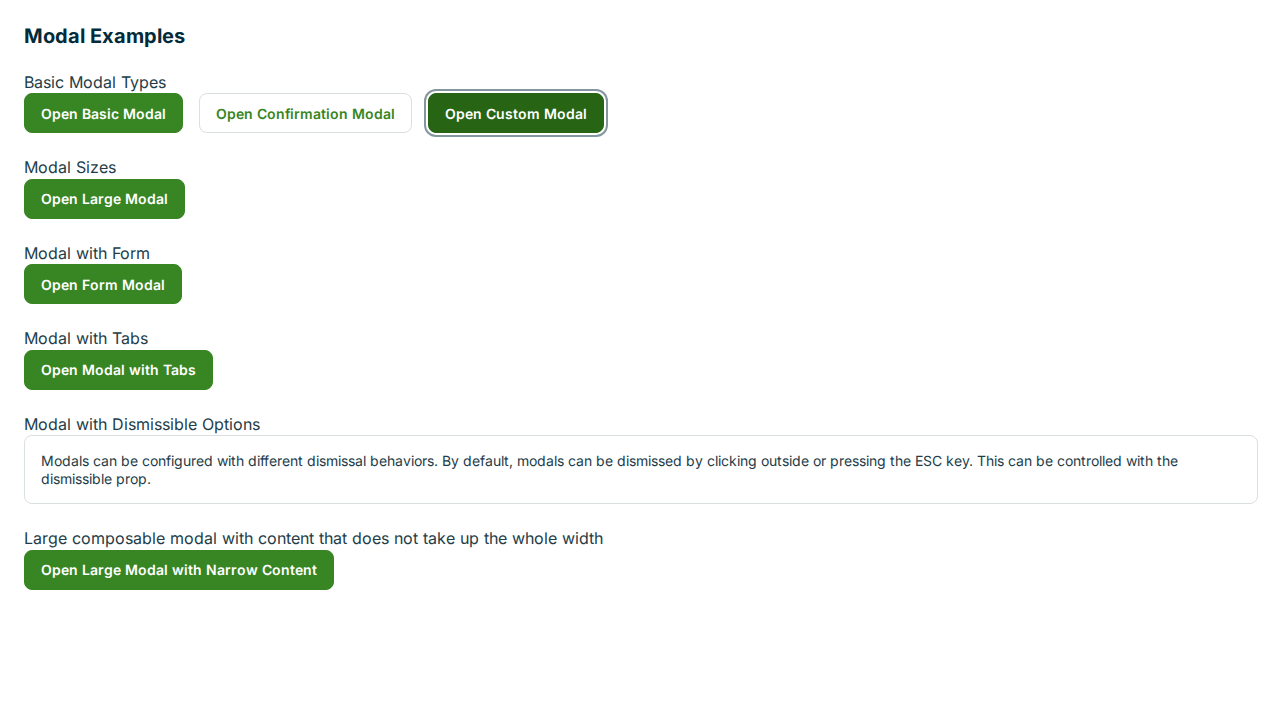 Modal Examples
Basic Modal Types
Open Basic Modal
Open Confirmation Modal
Open Custom Modal
Modal Sizes
Open Large Modal
Modal with Form
Open Form Modal
Modal with Tabs
Open Modal with Tabs
Modal with Dismissible Options
Modals can be configured with different dismissal behaviors. By default, modals can be dismissed by clicking outside or pressing the ESC key. This can be controlled with the
dismissible prop.
Large composable modal with content that does not take up the whole width
Open Large Modal with Narrow Content